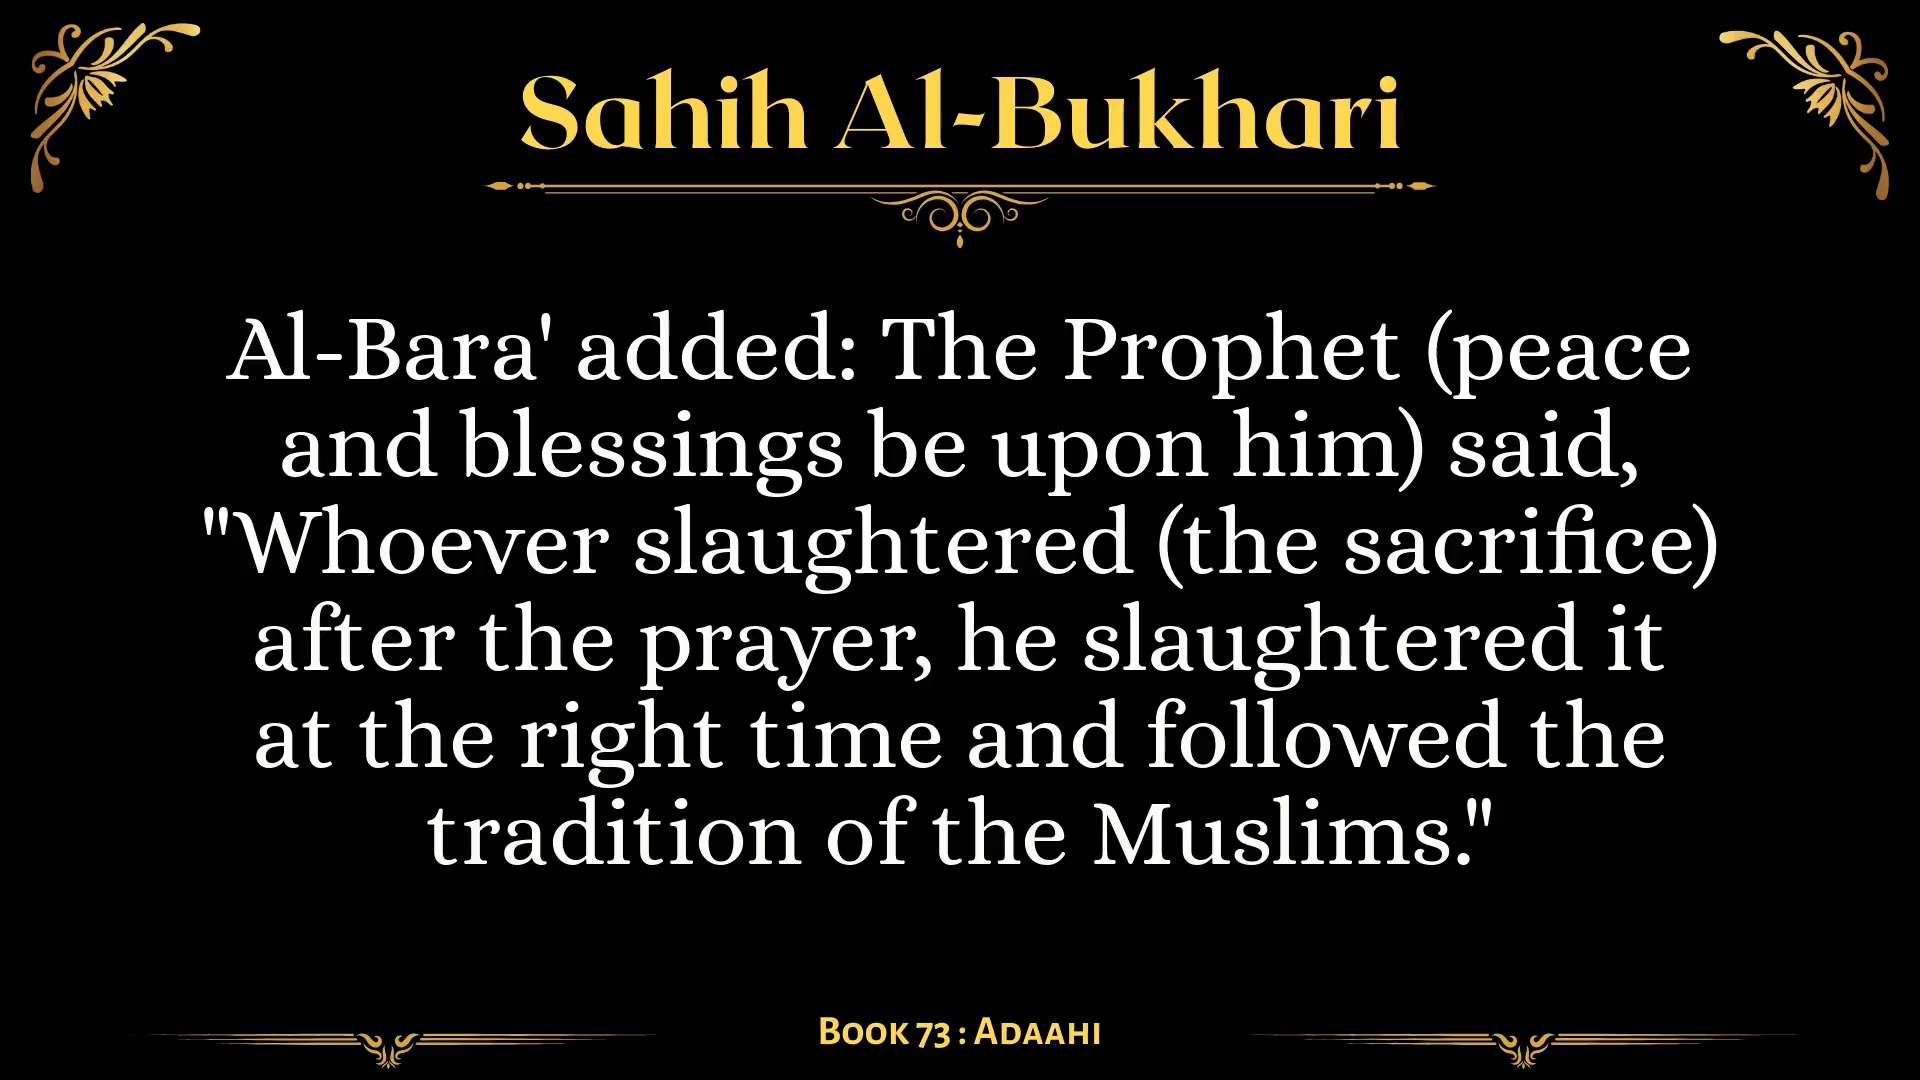 Sahih Al-Bukhari
Al-Bara' added: The Prophet (peace
and blessings be upon him) said,
"Whoever slaughtered (the sacrifice)
after the prayer, he slaughtered it
at the right time and followed the
tradition of the Muslims."
Book 73 : Adaahi